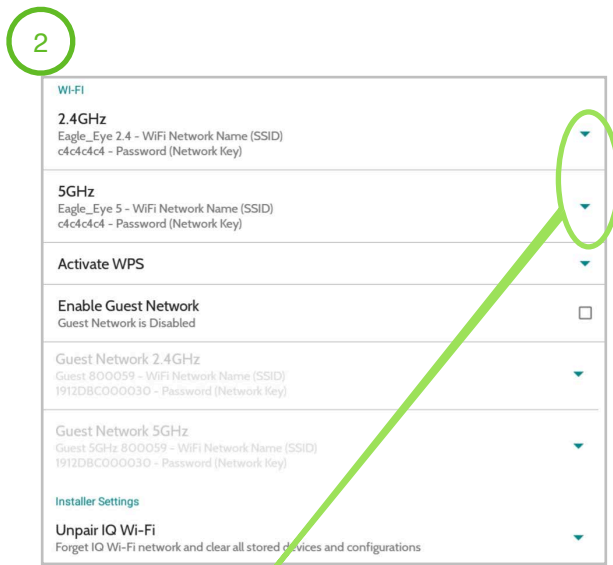 2
WI-FI
2.4GHz
Eagle_Eye 2.4 - WiFi Network Name (SSID)
c4c4c4c4 - Password (Network Key)
5GHz
Eagle_Eye 5 - WiFi Network Name (SSID)
c4c4c4c4 - Password (Network Key)
Activate WPS
Enable Guest Network
Guest Network is Disabled
Guest Network 2.4GHz
Guest 800059 - WiFi Network Name (SSID)
1912DBC000030 - Password (Network Key)
Guest Network 5GHz
Guest 5GHz 800059 - WiFi Network Name (SSID)
1912DBC000030 - Password (Network Key)
Installer Settings
Unpair IQ Wi-Fi
Forget IQ Wi-Fi network and clear all stored devices and configurations